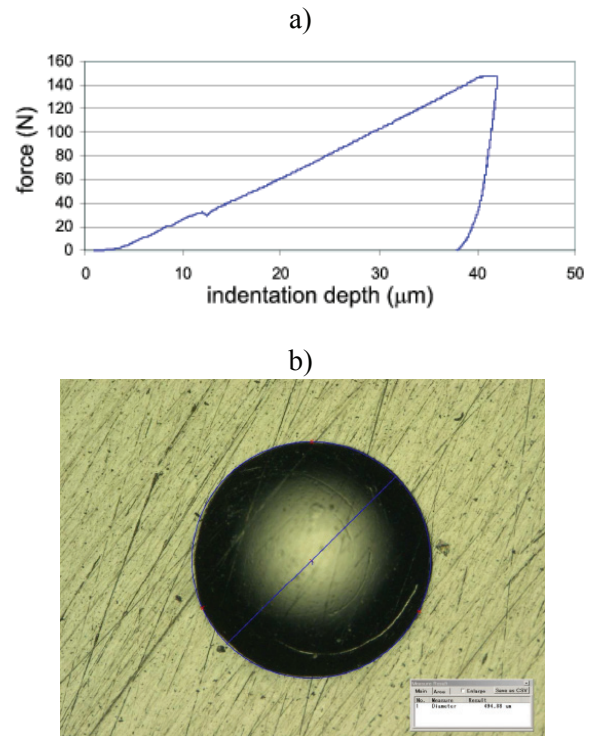 a)
160
140
120
100
80
60
40
20
0
force (N)
0 10 20 30 40 50
indentation depth (μm)
b)
Main Area Enlarge Save as CSV
No. Measure Result
1 Diameter um